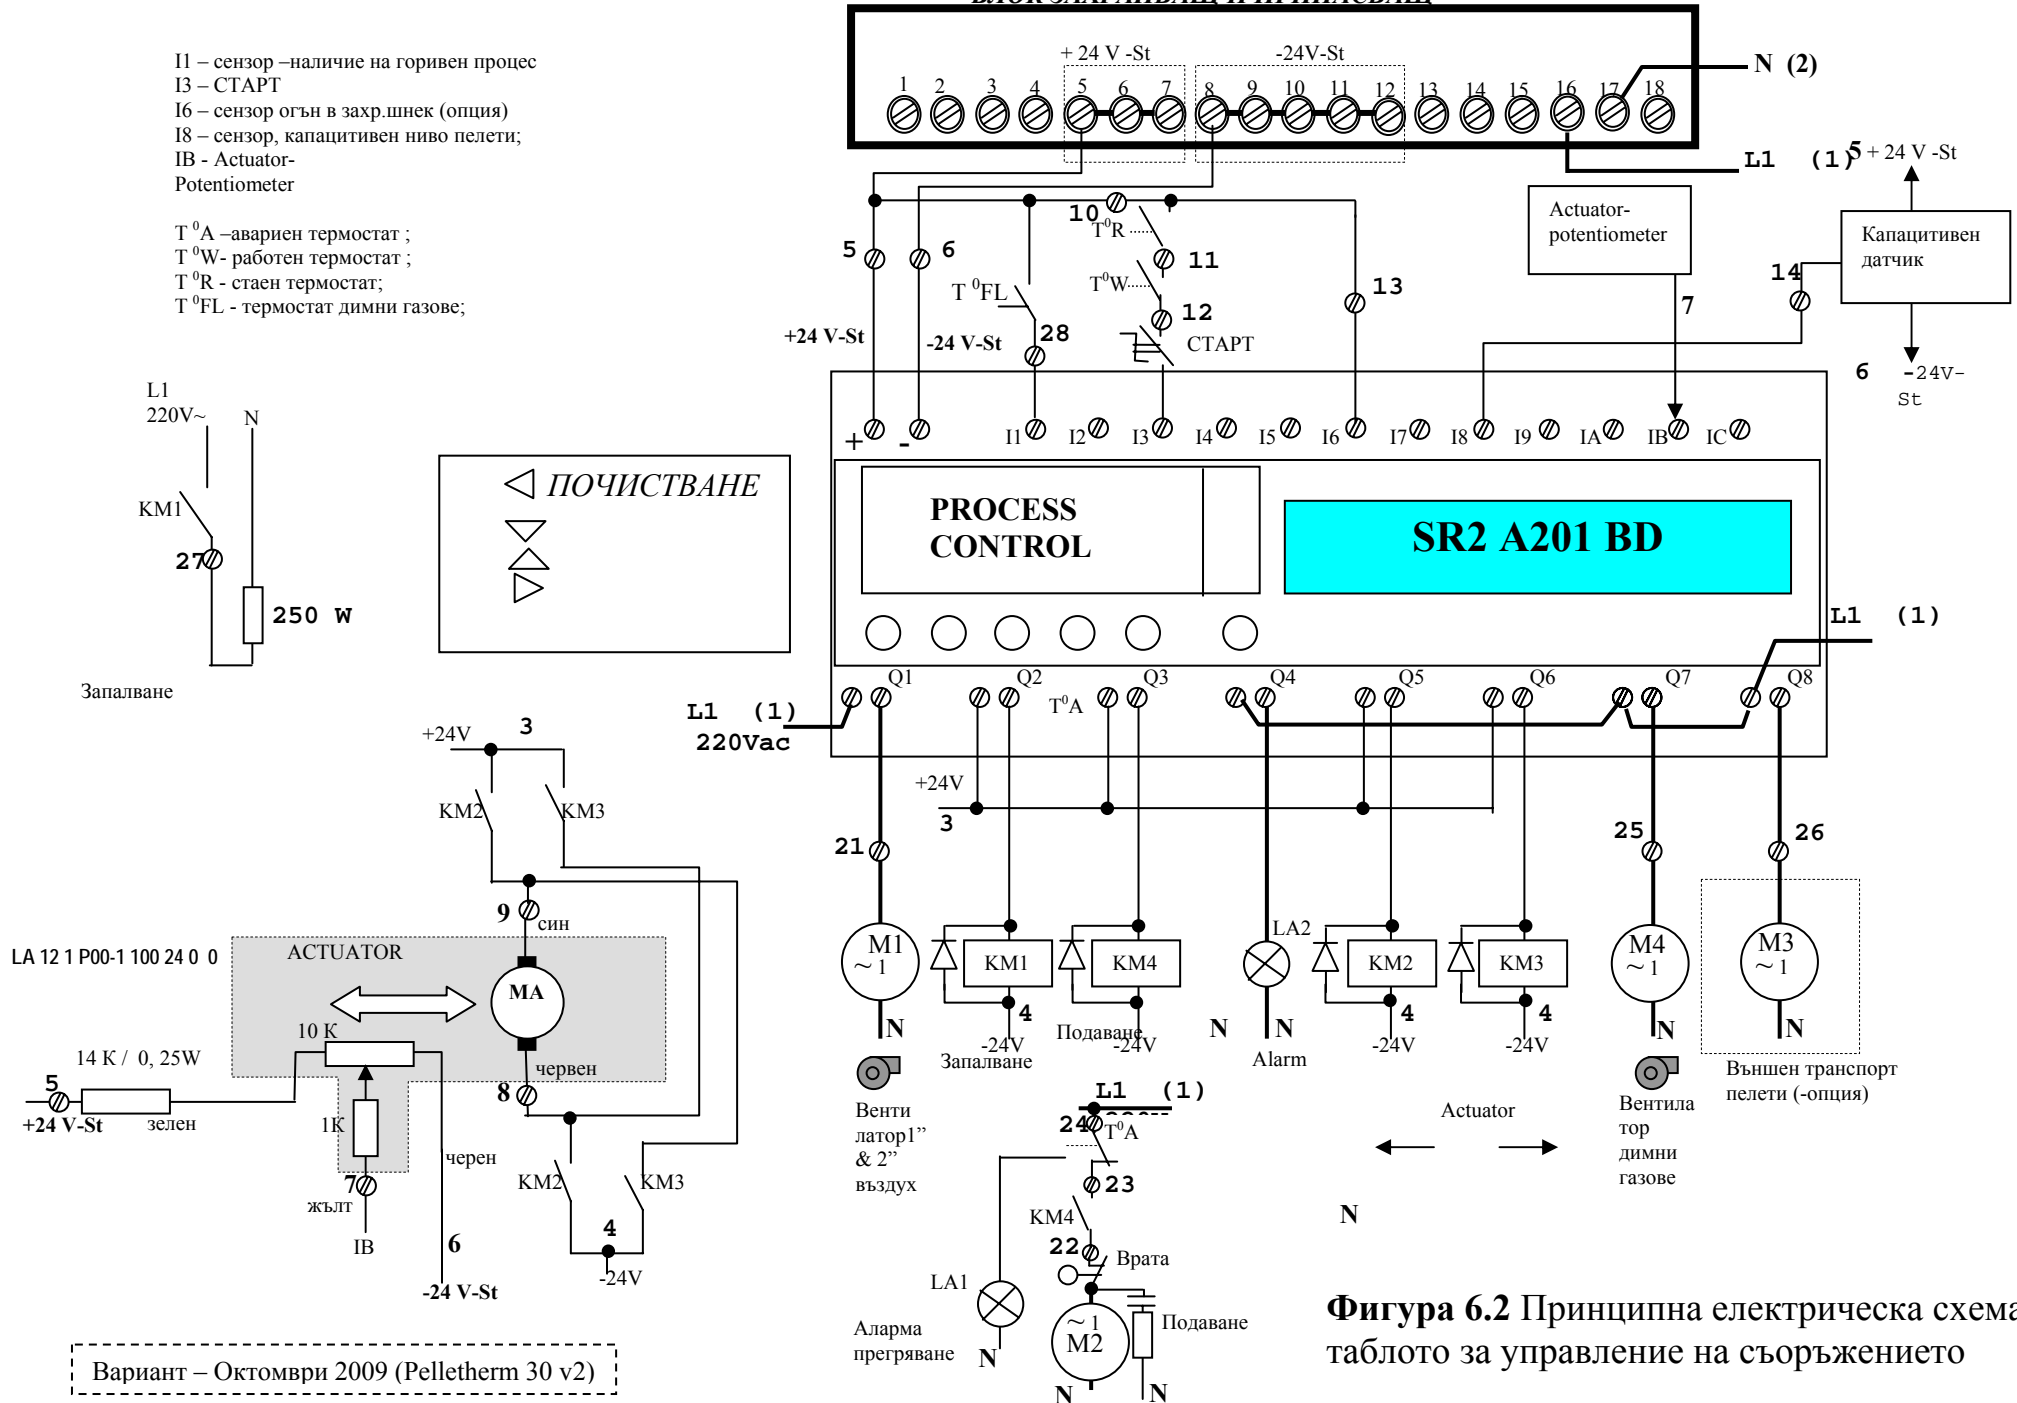 I1 – сензор –наличие на горивен процес
I3 – СТАРТ
I6 – сензор огън в захр.шнек (опция)
I8 – сензор, капацитивен ниво пелети;
IB - Actuator-
Potentiometer
T ⁰A –авариен термостат ;
T ⁰W- работен термостат ;
T ⁰R - стаен термостат;
T ⁰FL - термостат димни газове;
+ 24 V -St
-24V-St
1 2 3 4 5 6 7 8 9 10 11 12 13 14 15 16 17 18
N (2)
L1 (1)
5 + 24 V -St
Actuator-
potentiometer
Капацитивен
датчик
10
T⁰R
5
6
11
14
T ⁰FL
T⁰W
13
7
12
+24 V-St
-24 V-St
28
СТАРТ
6 -24V-
St
L1
220V~
N
KM1
27
250 W
Запалване
ПОЧИСТВАНЕ
+ - I1 I2 I3 I4 I5 I6 I7 I8 I9 IA IB IC
PROCESS
CONTROL
SR2 A201 BD
L1 (1)
Q1 Q2 Q3 Q4 Q5 Q6 Q7 Q8
T⁰A
L1 (1)
220Vac
+24V
3
+24V
3
KM2
KM3
21
25
26
9
син
LA 12 1 P00-1 100 24 0 0
ACTUATOR
MA
10 К
14 К / 0, 25W
5
+24 V-St
зелен
1К
червен
8
черен
7
жълт
IB
6
-24 V-St
KM2
KM3
4
-24V
M1
~ 1
KM1
KM4
LA2
KM2
KM3
M4
~ 1
M3
~ 1
N
4
-24V
Запалване
Подаване
-24V
N
N
Alarm
4
-24V
4
-24V
N
N
Венти
латор1”
& 2”
въздух
Actuator
Вентила
тор
димни
газове
Външен транспорт
пелети (-опция)
L1 (1)
24
T⁰A
23
KM4
22
Врата
LA1
Аларма
прегряване
N
~ 1
M2
Подаване
N
N
N
Фигура 6.2 Принципна електрическа схема
таблото за управление на съоръжението
Вариант – Октомври 2009 (Pelletherm 30 v2)